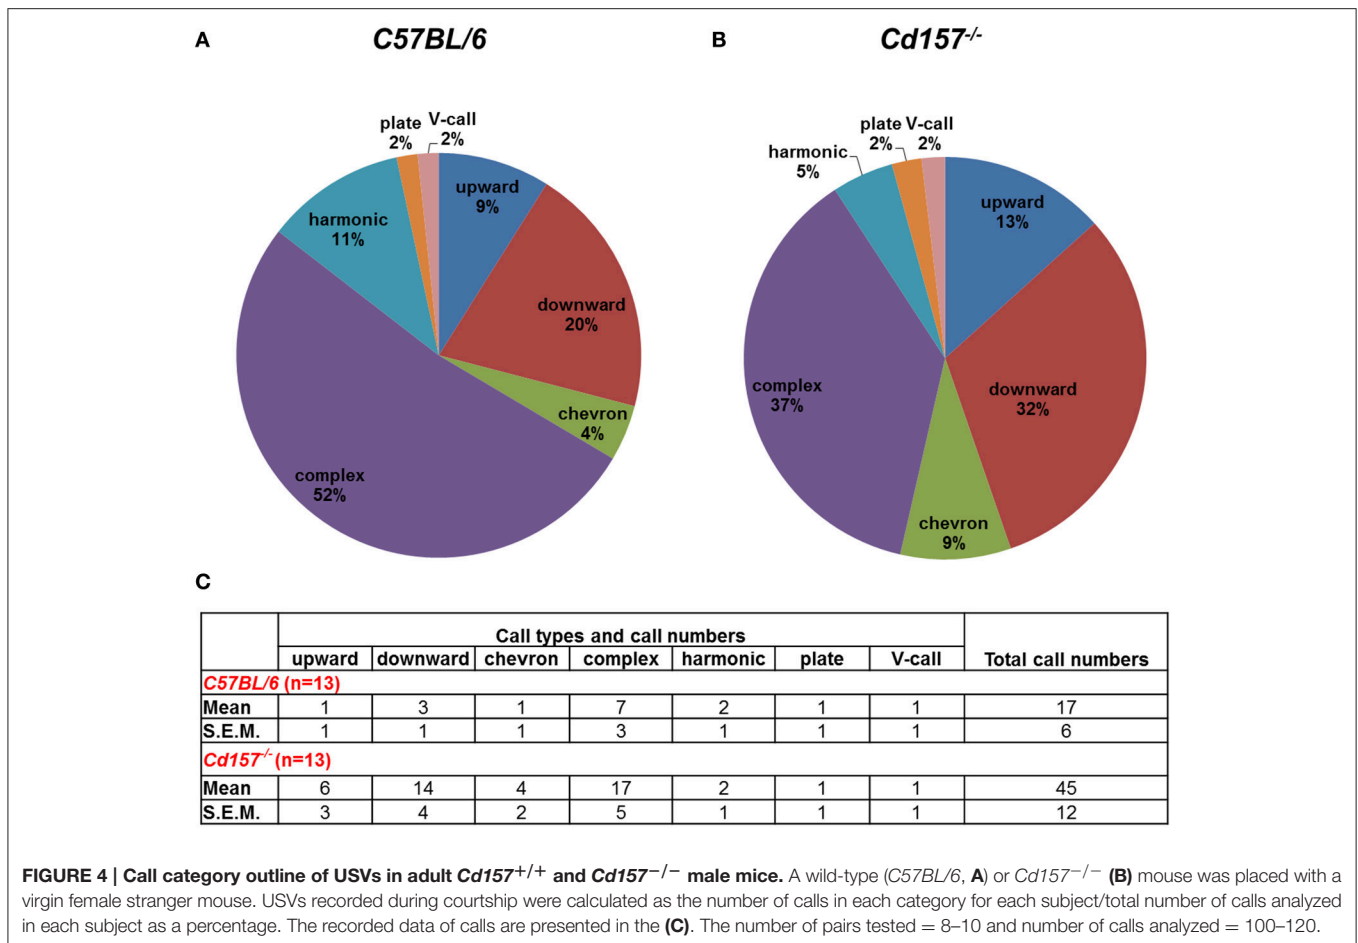 A
C57BL/6
B
Cd157-/-
plate
2%
V-call
2%
upward
9%
harmonic
11%
downward
20%
chevron
4%
complex
52%
plate
2%
V-call
2%
harmonic
5%
upward
13%
complex
37%
downward
32%
chevron
9%
C
Call types and call numbers
upward downward chevron complex harmonic plate V-call Total call numbers
C57BL/6 (n=13)
Mean 1 3 1 7 2 1 1 17
S.E.M. 1 1 1 3 1 1 1 6
Cd157-/- (n=13)
Mean 6 14 4 17 2 1 1 45
S.E.M. 3 4 2 5 1 1 1 12
FIGURE 4 | Call category outline of USVs in adult Cd157+/+ and Cd157−/− male mice. A wild-type (C57BL/6, A) or Cd157−/− (B) mouse was placed with a
virgin female stranger mouse. USVs recorded during courtship were calculated as the number of calls in each category for each subject/total number of calls analyzed
in each subject as a percentage. The recorded data of calls are presented in the (C). The number of pairs tested = 8–10 and number of calls analyzed = 100–120.